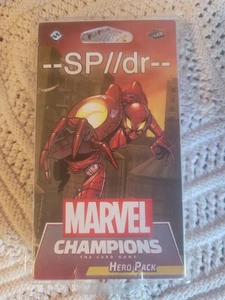 --SP//dr--
MARVEL
CHAMPIONS
THE CARD GAME
HERO PACK